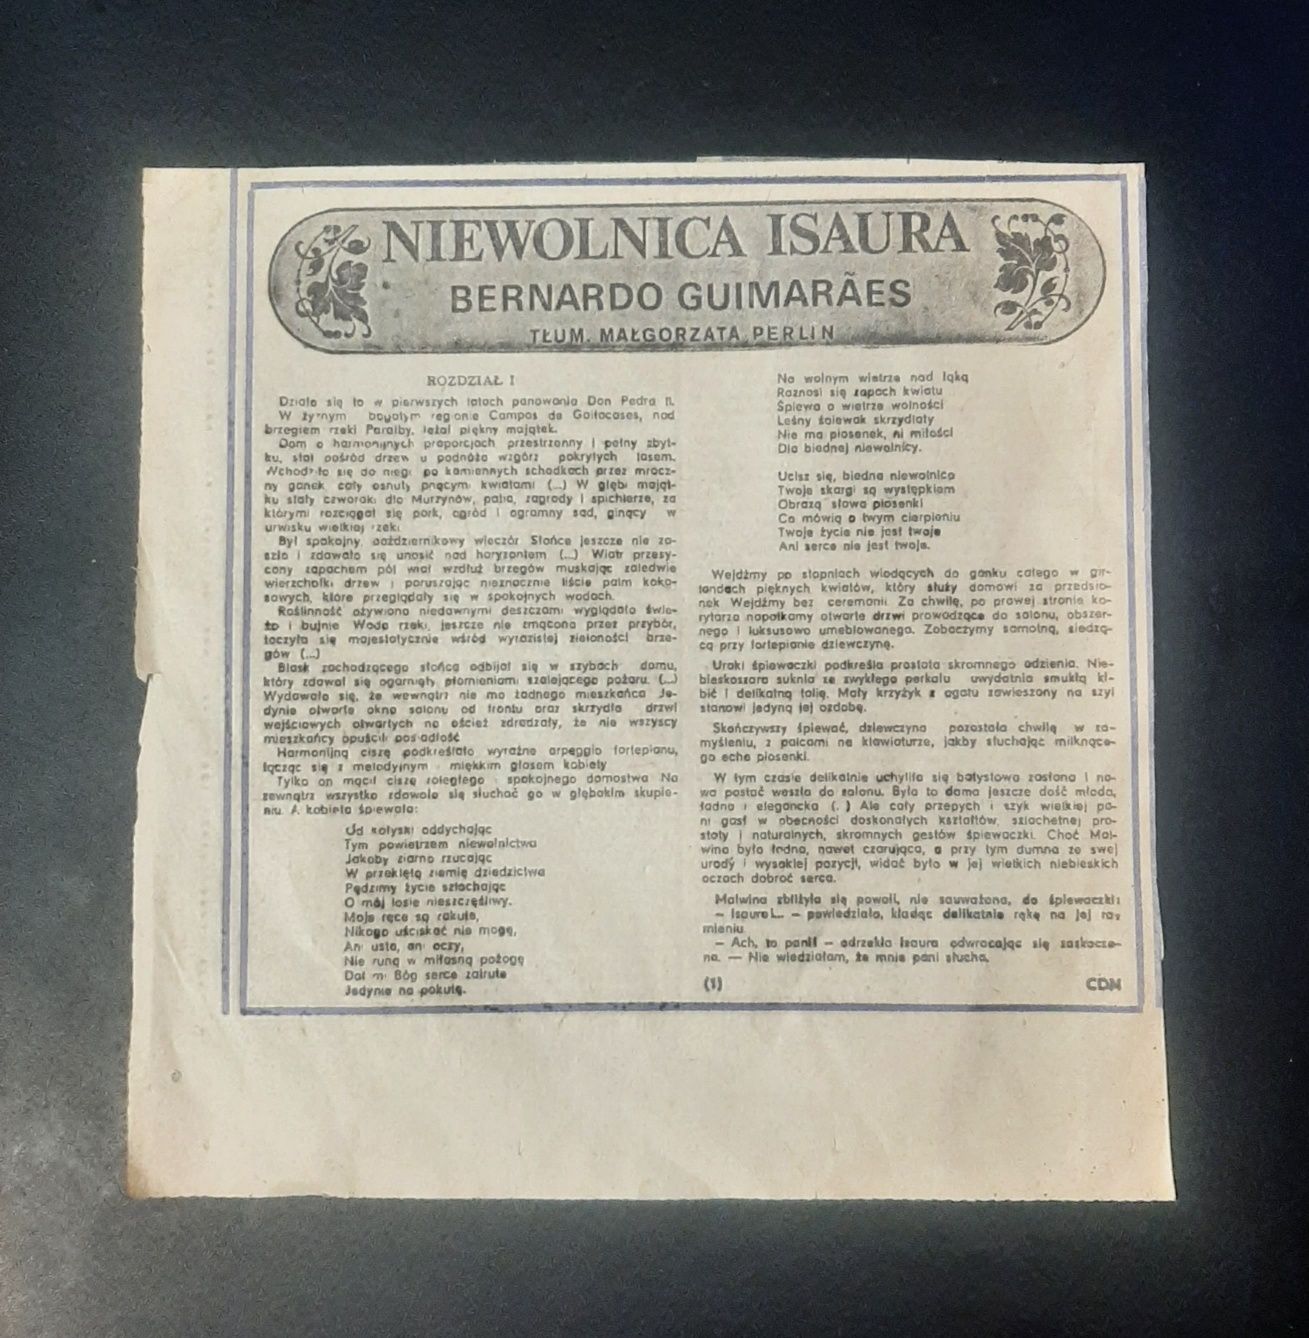 NIEWOLNICA ISAURA
BERNARDO GUIMARÃES
TŁUM. MAŁGORZATA PERLIN
ROZDZIAŁ I
Działo się to w pierwszych latach panowania Don Pedra II.
W żyznym bogatym regionie Campos de Goitacases, nad
brzegiem rzeki Paraiby, leżał piękny majątek.
Dom o harmonijnych proporcjach przestrzenny i pełny zbyt-
ku, stał pośród drzew u podnóża wzgórz pokrytych lasem.
Wchodziło się do niego po kamiennych schodkach przez mrocz-
ny ganek cały osnuty pnącym kwiatami (...) W głębi mająt-
ku stały czworaki dla Murzynów, patia, zagrody i spichlerze, za
którymi rozciągał się park, ogród i ogromny sad, ginący w
urwisku wielkiej rzeki
Był spokojny, październikowy wieczór Słońce jeszcze nie za-
szło i zdawało się unosić nad horyzontem (...) Wiatr przesy-
cony zapachem pól wiał wzdłuż brzegów muskając zaledwie
wierzchołki drzew i poruszając nieznacznie liście palm koko-
sowych, które przeglądały się w spokojnych wodach.
Roślinność ożywiona niedawnymi deszczami wyglądała świe-
żo i bujnie Woda rzeki, jeszcze nie zmącona przez przybór,
toczyła się majestatycznie wśród wyrazistej zieloności brze-
gów (...)
Blask zachodzącego słońca odbijał się w szybach domu,
który zdawał się ogarnięty płomieniami szalejącego pożaru. (...)
Wydawało się, że wewnątrz nie ma żadnego mieszkańca Je-
dynie otwarte okna salonu od frontu oraz skrzydła drzwi
wejściowych otwartych na oścież zdradzały, że nie wszyscy
mieszkańcy opuścili posiadłość
Harmonijną ciszę podkreślało wyraźne arpeggio fortepianu,
łącząc się z melodyjnym i miękkim głosem kobiety
Tylko on mącił ciszę rozległego i spokojnego domostwa Na
zewnątrz wszystko zdawało się słuchać go w głębokim skupie-
niu. A kobieta śpiewała:
Od kołyski oddychając
Tym powietrzem niewolnictwa
Jakoby ziarno rzucając
W przeklętą ziemię dziedzictwa
Pędzimy życie szlochając
O mój losie nieszczęśliwy.
Moje ręce są zakute,
Nikogo uściskać nie mogę,
Ani usta, ani oczy,
Nie runą w miłosną pożogę
Dał mi Bóg serce zatrute
Jedynie na pokutę.
Na wolnym wietrze nad łąką
Roznosi się zapach kwiatu
Śpiewa o wietrze wolności
Leśny śpiewak skrzydlaty
Nie ma piosenek, ni miłości
Dla biednej niewolnicy.
Ucisz się, biedna niewolnico
Twoje skargi są występkiem
Obrazą słowa piosenki
Co mówią o twym cierpieniu
Twoje życie nie jest twoje
Ani serce nie jest twoje.
Wejdźmy po stopniach wiodących do ganku całego w gir-
landach pięknych kwiatów, który służy domowi za przedsio-
nek Wejdźmy bez ceremonii. Za chwilę, po prawej stronie ko-
rytarza napotkamy otwarte drzwi prowadzące do salonu, obszer-
nego i luksusowo umeblowanego. Zobaczymy samotną, siedzą-
cą przy fortepianie dziewczynę.
Uroki śpiewaczki podkreśla prostota skromnego odzienia. Nie-
bieskoszara suknia ze zwykłego perkalu uwydatnia smukłą ki-
bić i delikatną talię. Mały krzyżyk z agatu zawieszony na szyi
stanowi jedyną jej ozdobę.
Skończywszy śpiewać, dziewczyna pozostała chwilę w za-
myśleniu, z palcami na klawiaturze, jakby słuchając milknące-
go echa piosenki.
W tym czasie delikatnie uchyliła się batystowa zasłona i no-
wa postać weszła do salonu. Była to dama jeszcze dość młoda,
ładna i elegancka (.) Ale cały przepych i szyk wielkiej pa-
ni gasł w obecności doskonałych kształtów, szlachetnej pro-
stoty i naturalnych, skromnych gestów śpiewaczki. Choć Mal-
wina była ładna, nawet czarująca, a przy tym dumna ze swej
urody i wysokiej pozycji, widać było w jej wielkich niebieskich
oczach dobroć serca.
Malwina zbliżyła się powoli, nie zauważona, do śpiewaczki:
– Isauro!... – powiedziała, kładąc delikatnie rękę na jej ra-
mieniu
– Ach, to pani! – odrzekła Isaura odwracając się zaskocze-
na. — Nie wiedziałam, że mnie pani słucha.
(1)
CDN